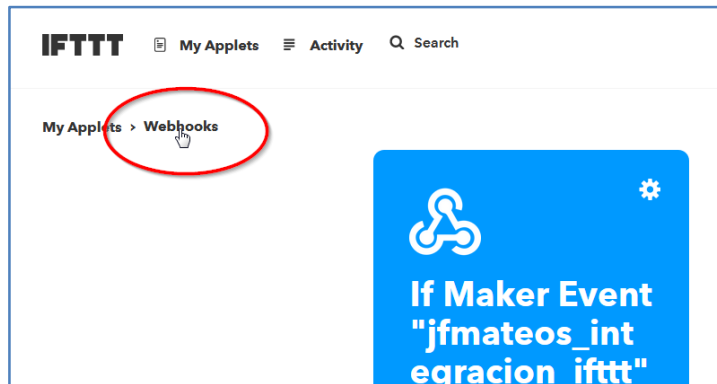 IFTTT My Applets Activity Search
My Applets > Webhooks
If Maker Event
"jfmateos_int
egracion_ifttt"